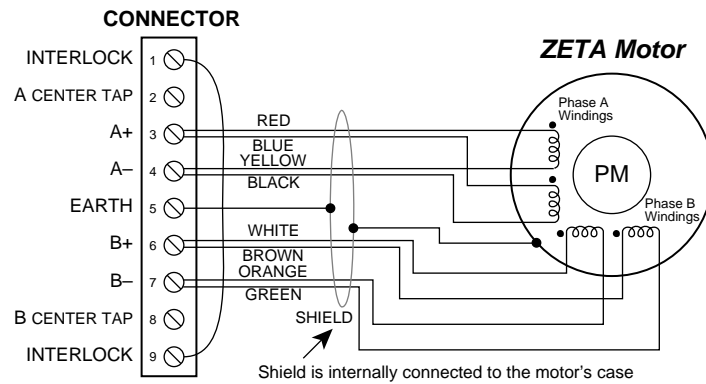 CONNECTOR
ZETA Motor
INTERLOCK 1
A CENTER TAP 2
A+ 3
A– 4
EARTH 5
B+ 6
B– 7
B CENTER TAP 8
INTERLOCK 9
RED
BLUE
YELLOW
BLACK
WHITE
BROWN
ORANGE
GREEN
SHIELD
Phase A
Windings
PM
Phase B
Windings
Shield is internally connected to the motor's case